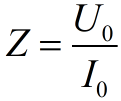 Z = U₀ / I₀